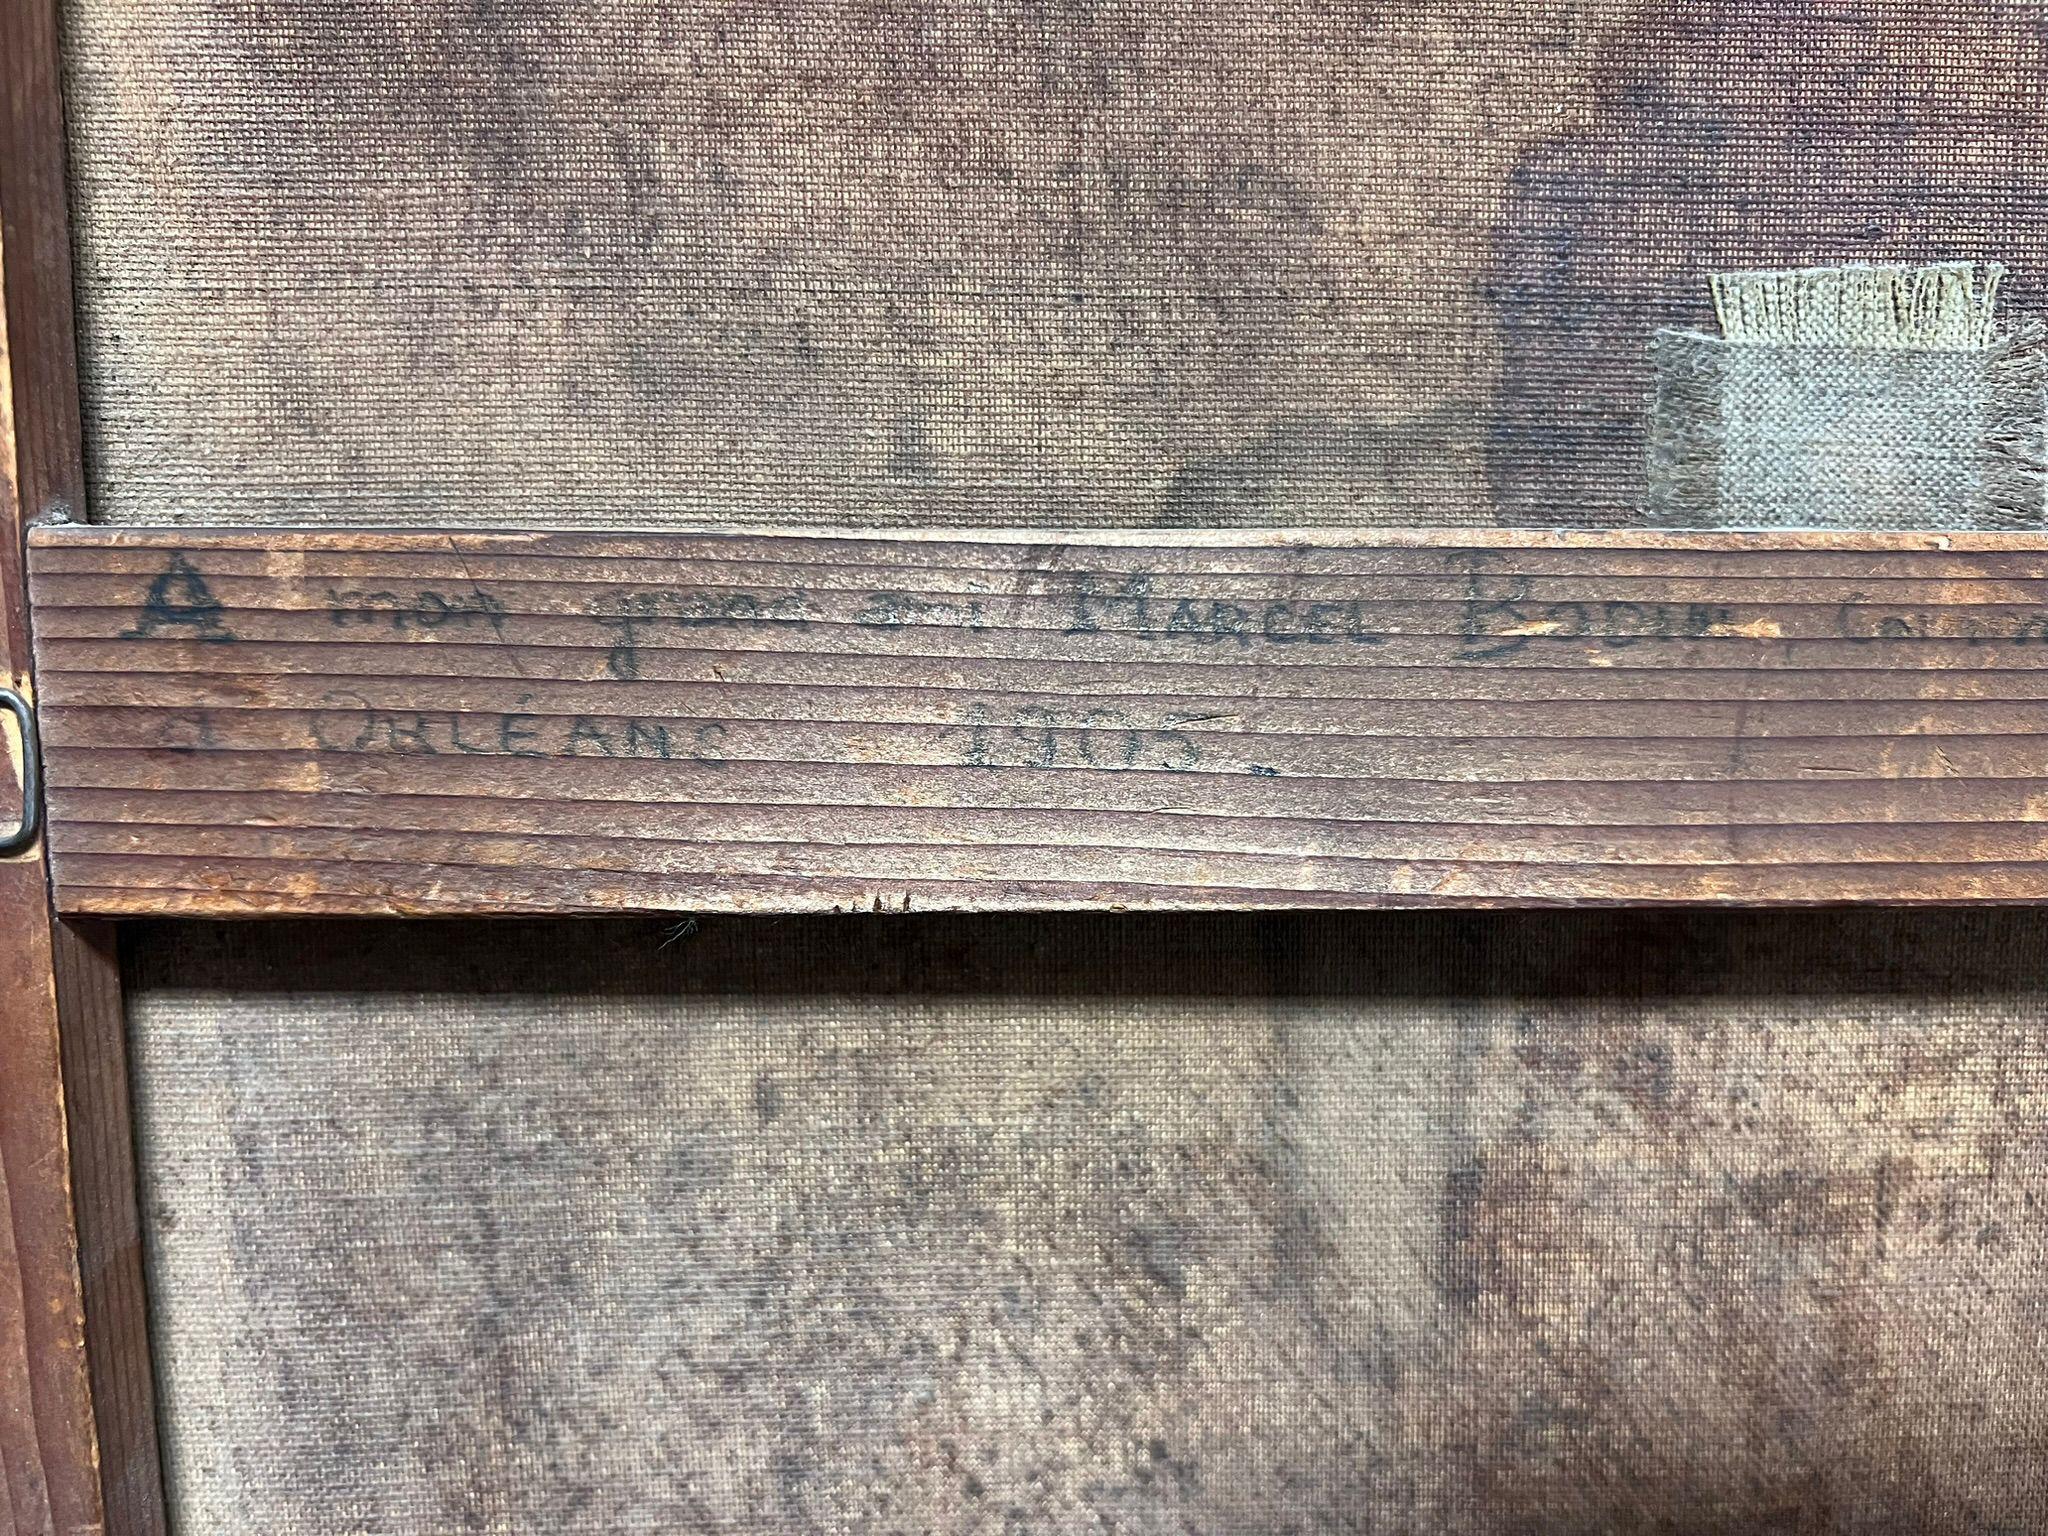 A mon grand ami MARCEL BODIN,
à ORLÉANS 1905.